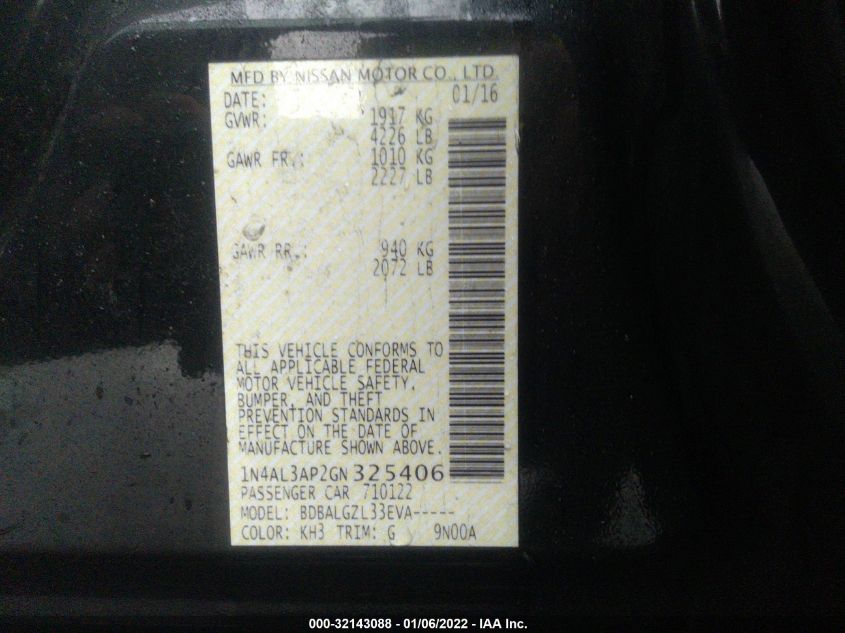 MFD BY NISSAN MOTOR CO., LTD.
DATE: 01/16
GVWR: 1917 KG
4226 LB
GAWR FR.: 1010 KG
2227 LB
GAWR RR.: 940 KG
2072 LB
THIS VEHICLE CONFORMS TO
ALL APPLICABLE FEDERAL
MOTOR VEHICLE SAFETY,
BUMPER, AND THEFT
PREVENTION STANDARDS IN
EFFECT ON THE DATE OF
MANUFACTURE SHOWN ABOVE.
1N4AL3AP2GN325406
PASSENGER CAR 710122
MODEL: BDBALGZL33EVA-----
COLOR: KH3 TRIM: G 9N00A
000-32143088 - 01/06/2022 - IAA Inc.